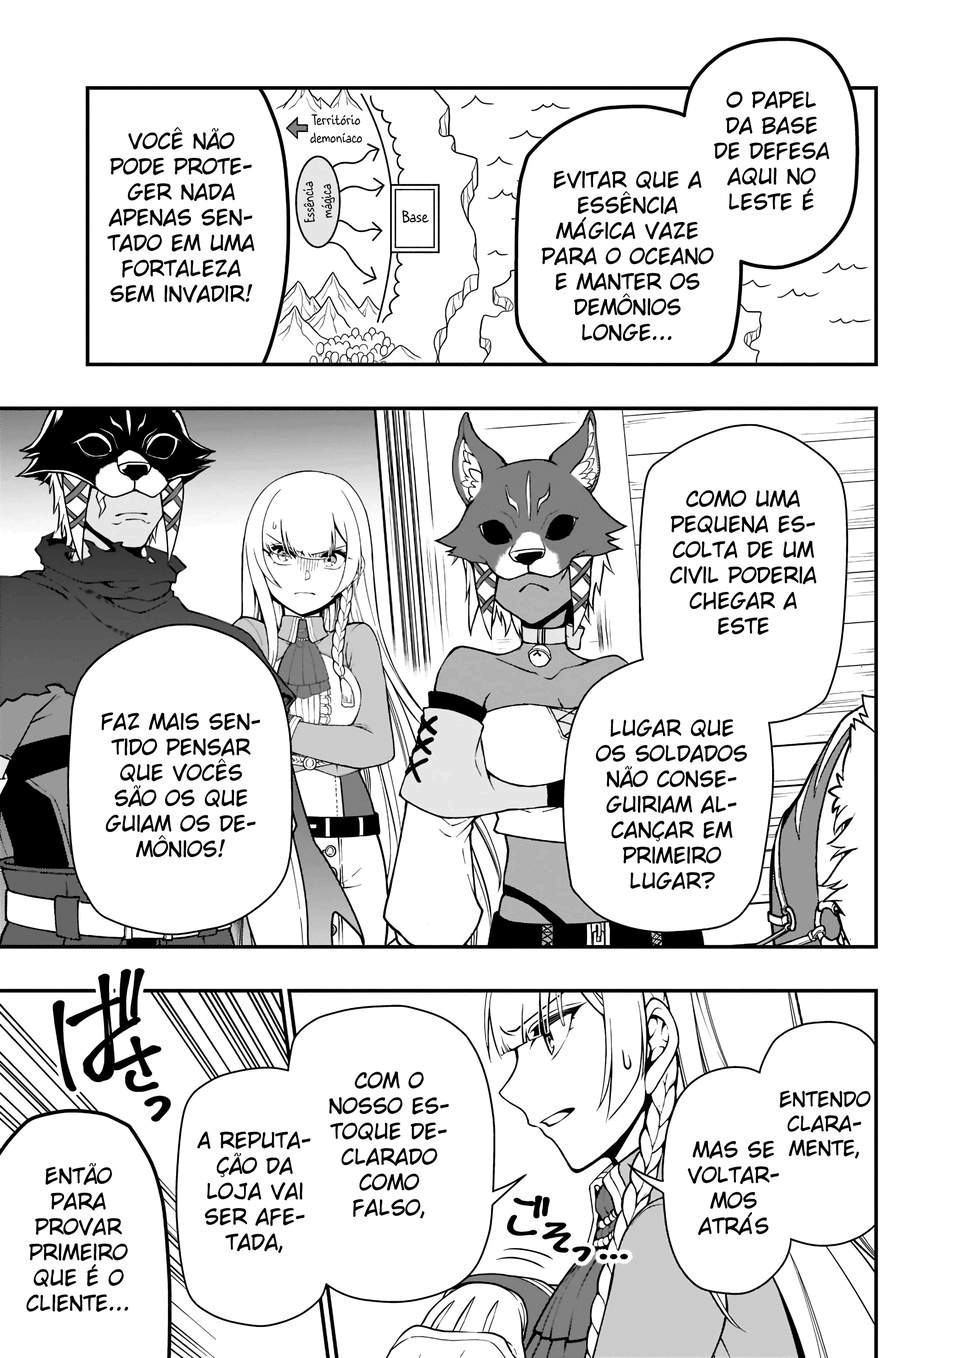 O PAPEL
DA BASE
DE DEFESA
AQUI NO
LESTE É
EVITAR QUE A
ESSÊNCIA
MÁGICA VAZE
PARA O OCEANO
E MANTER OS
DEMÔNIOS
LONGE...
Território
demoníaco
Essência
mágica
Base
VOCÊ NÃO
PODE PROTE-
GER NADA
APENAS SEN-
TADO EM UMA
FORTALEZA
SEM INVADIR!
COMO UMA
PEQUENA ES-
COLTA DE UM
CIVIL PODERIA
CHEGAR A
ESTE
LUGAR QUE
OS SOLDADOS
NÃO CONSE-
GUIRIAM AL-
CANÇAR EM
PRIMEIRO
LUGAR?
FAZ MAIS SEN-
TIDO PENSAR
QUE VOCÊS
SÃO OS QUE
GUIAM OS DE-
MÔNIOS!
ENTENDO
CLARA-
MENTE,
MAS SE
VOLTAR-
MOS
ATRÁS
COM O
NOSSO ES-
TOQUE DE-
CLARADO
COMO
FALSO,
A REPUTA-
ÇÃO DA
LOJA VAI
SER AFE-
TADA,
ごそっ…
ばさっ
ENTÃO
PARA
PROVAR
PRIMEIRO
QUE É O
CLIENTE...